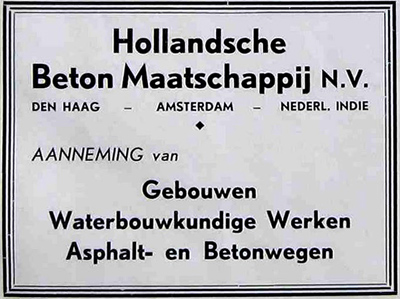 Hollandsche
Beton Maatschappij N.V.
DEN HAAG – AMSTERDAM – NEDERL. INDIE
AANNEMING van
Gebouwen
Waterbouwkundige Werken
Asphalt- en Betonwegen